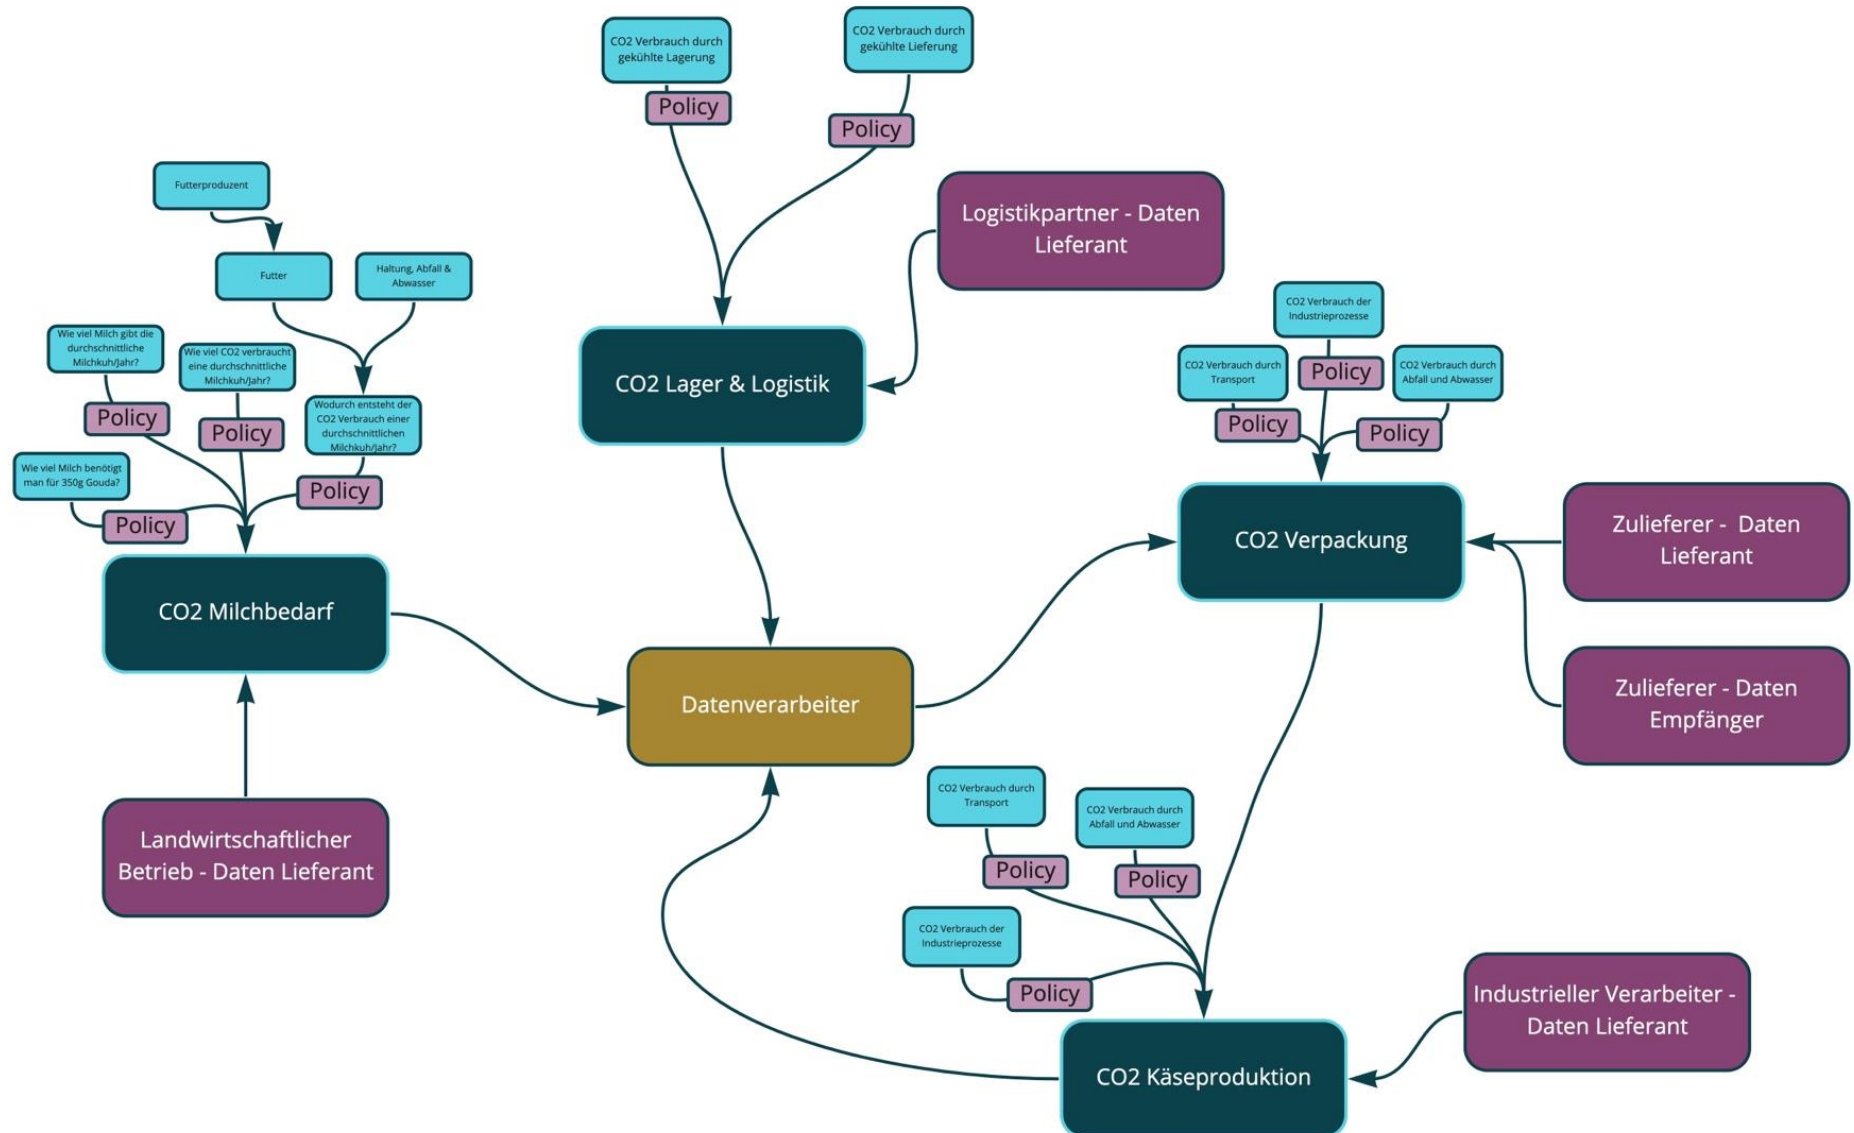 CO2 Verbrauch durch
gekühlte Lagerung
CO2 Verbrauch durch
gekühlte Lieferung
Policy
Policy
Futterproduzent
Logistikpartner - Daten
Lieferant
Futter
Haltung, Abfall &
Abwasser
CO2 Verbrauch der
Industrieprozesse
Wie viel Milch gibt die
durchschnittliche
Milchkuh/Jahr?
Wie viel CO2 verbraucht
eine durchschnittliche
Milchkuh/Jahr?
CO2 Lager & Logistik
CO2 Verbrauch durch
Transport
Policy
CO2 Verbrauch durch
Abfall und Abwasser
Policy
Policy
Wodurch entsteht der
CO2 Verbrauch einer
durchschnittlichen
Milchkuh/Jahr?
Policy
Policy
Wie viel Milch benötigt
man für 350g Gouda?
Policy
Policy
CO2 Verpackung
Zulieferer - Daten
Lieferant
CO2 Milchbedarf
Datenverarbeiter
Zulieferer - Daten
Empfänger
CO2 Verbrauch durch
Transport
CO2 Verbrauch durch
Abfall und Abwasser
Landwirtschaftlicher
Betrieb - Daten Lieferant
Policy
Policy
CO2 Verbrauch der
Industrieprozesse
Policy
Industrieller Verarbeiter -
Daten Lieferant
CO2 Käseproduktion